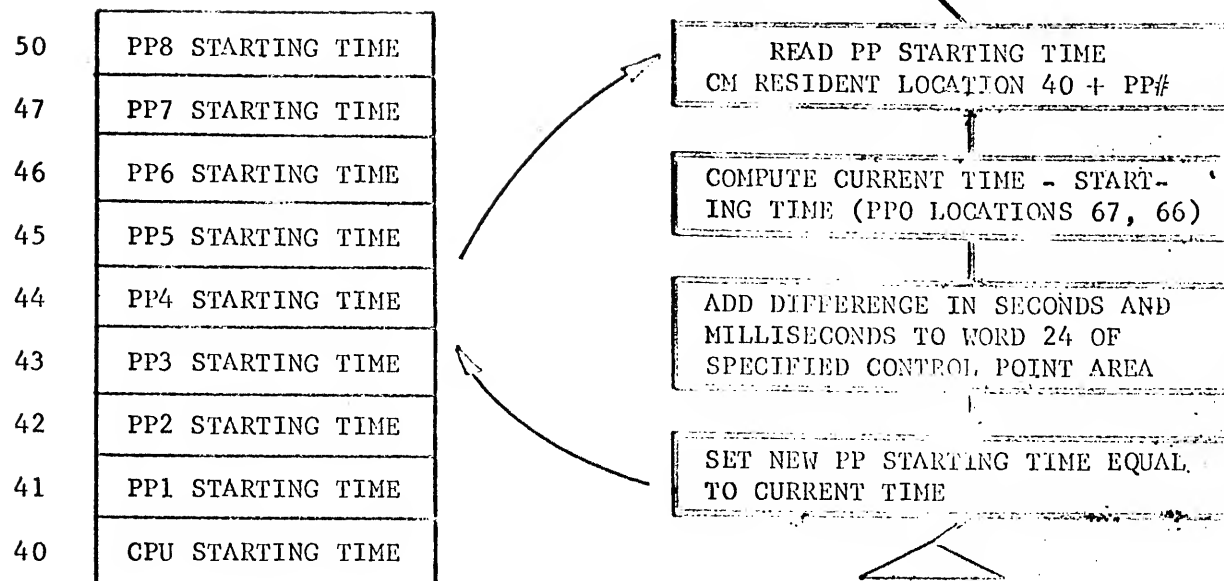 50 PP8 STARTING TIME
47 PP7 STARTING TIME
46 PP6 STARTING TIME
45 PP5 STARTING TIME
44 PP4 STARTING TIME
43 PP3 STARTING TIME
42 PP2 STARTING TIME
41 PP1 STARTING TIME
40 CPU STARTING TIME
READ PP STARTING TIME
CM RESIDENT LOCATION 40 + PP#
COMPUTE CURRENT TIME - START-
ING TIME (PP0 LOCATIONS 67, 66)
ADD DIFFERENCE IN SECONDS AND
MILLISECONDS TO WORD 24 OF
SPECIFIED CONTROL POINT AREA
SET NEW PP STARTING TIME EQUAL
TO CURRENT TIME